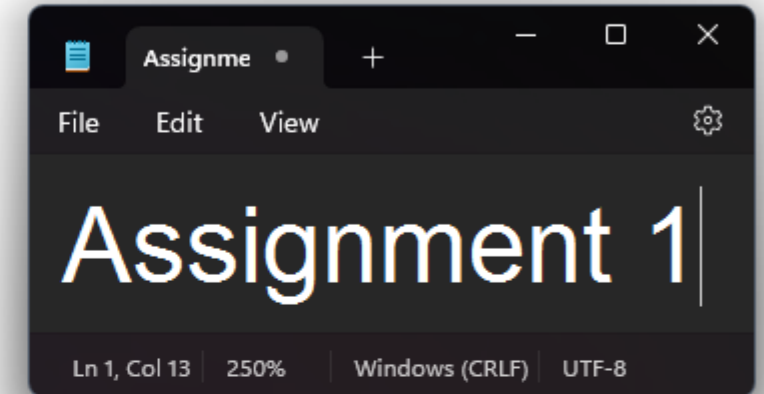 Assignme
File Edit View
Assignment 1
Ln 1, Col 13 250% Windows (CRLF) UTF-8